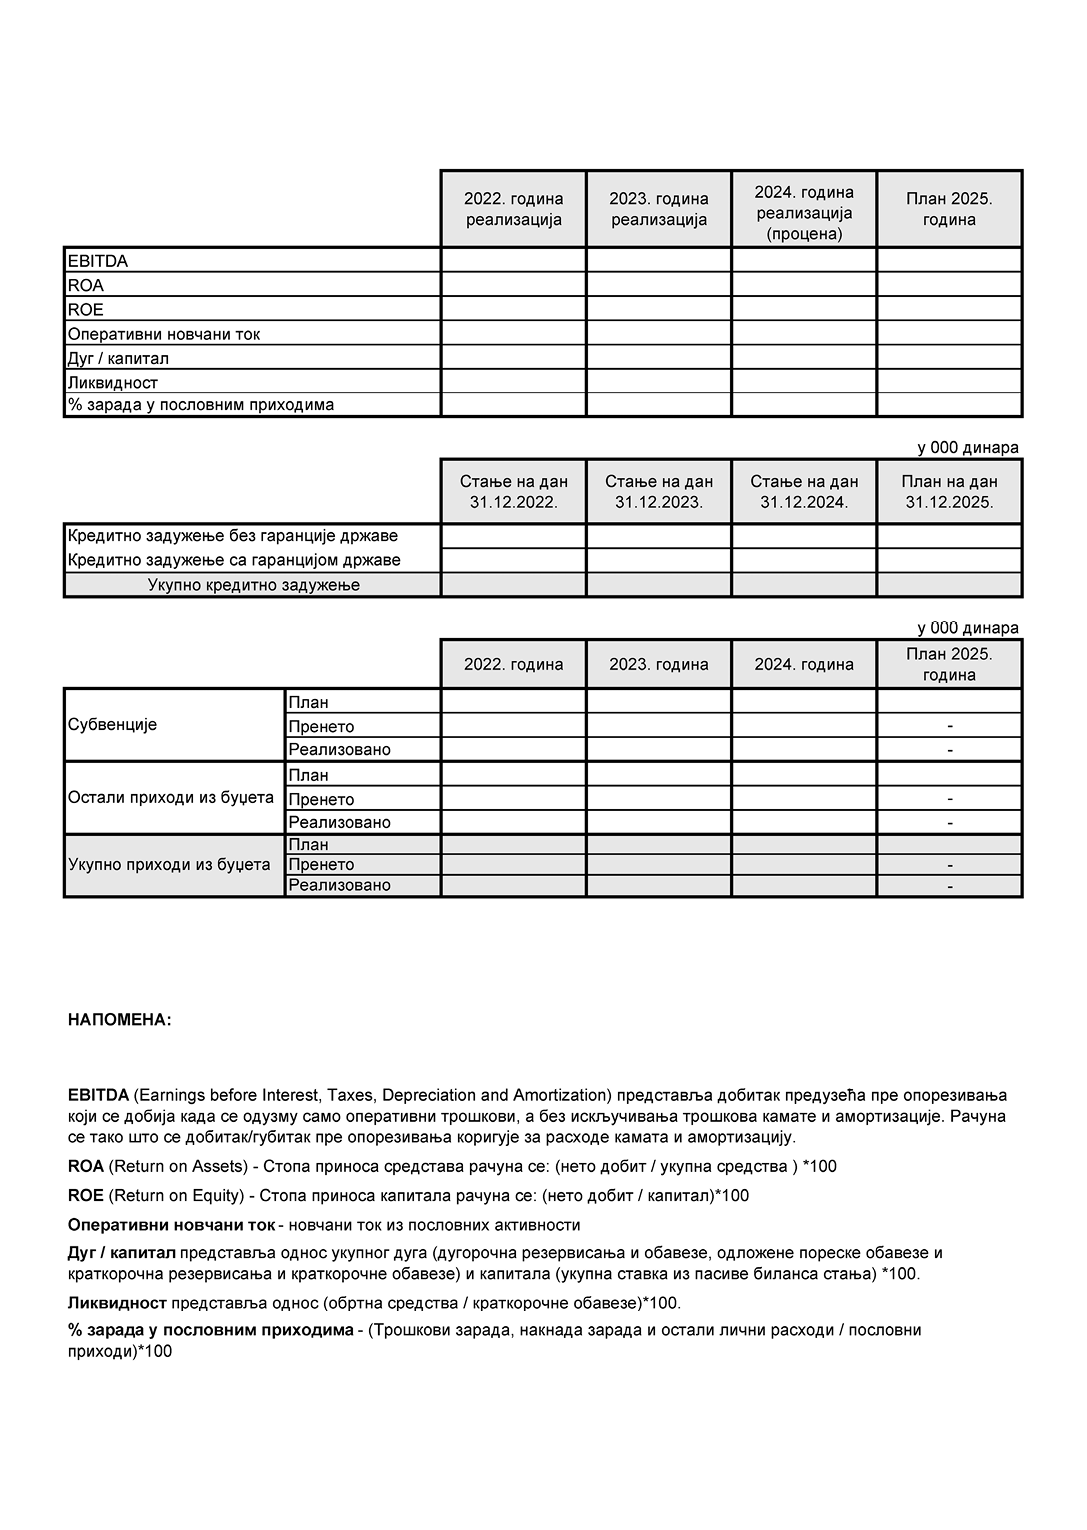 2022. година
реализација
2023. година
реализација
2024. година
реализација
(процена)
План 2025.
година
EBITDA
ROA
ROE
Оперативни новчани ток
Дуг / капитал
Ликвидност
% зарада у пословним приходима
у 000 динара
Стање на дан
31.12.2022.
Стање на дан
31.12.2023.
Стање на дан
31.12.2024.
План на дан
31.12.2025.
Кредитно задужење без гаранције државе
Кредитно задужење са гаранцијом државе
Укупно кредитно задужење
у 000 динара
2022. година
2023. година
2024. година
План 2025.
година
Субвенције
План
Пренето -
Реализовано -
Остали приходи из буџета
План
Пренето -
Реализовано -
Укупно приходи из буџета
План
Пренето -
Реализовано -
НАПОМЕНА:
EBITDA (Earnings before Interest, Taxes, Depreciation and Amortization) представља добитак предузећа пре опорезивања
који се добија када се одузму само оперативни трошкови, а без искључивања трошкова камате и амортизације. Рачуна
се тако што се добитак/губитак пре опорезивања коригује за расходе камата и амортизацију.
ROA (Return on Assets) - Стопа приноса средстава рачуна се: (нето добит / укупна средства ) *100
ROE (Return on Equity) - Стопа приноса капитала рачуна се: (нето добит / капитал)*100
Оперативни новчани ток - новчани ток из пословних активности
Дуг / капитал представља однос укупног дуга (дугорочна резервисања и обавезе, одложене пореске обавезе и
краткорочна резервисања и краткорочне обавезе) и капитала (укупна ставка из пасиве биланса стања) *100.
Ликвидност представља однос (обртна средства / краткорочне обавезе)*100.
% зарада у пословним приходима - (Трошкови зарада, накнада зарада и остали лични расходи / пословни
приходи)*100